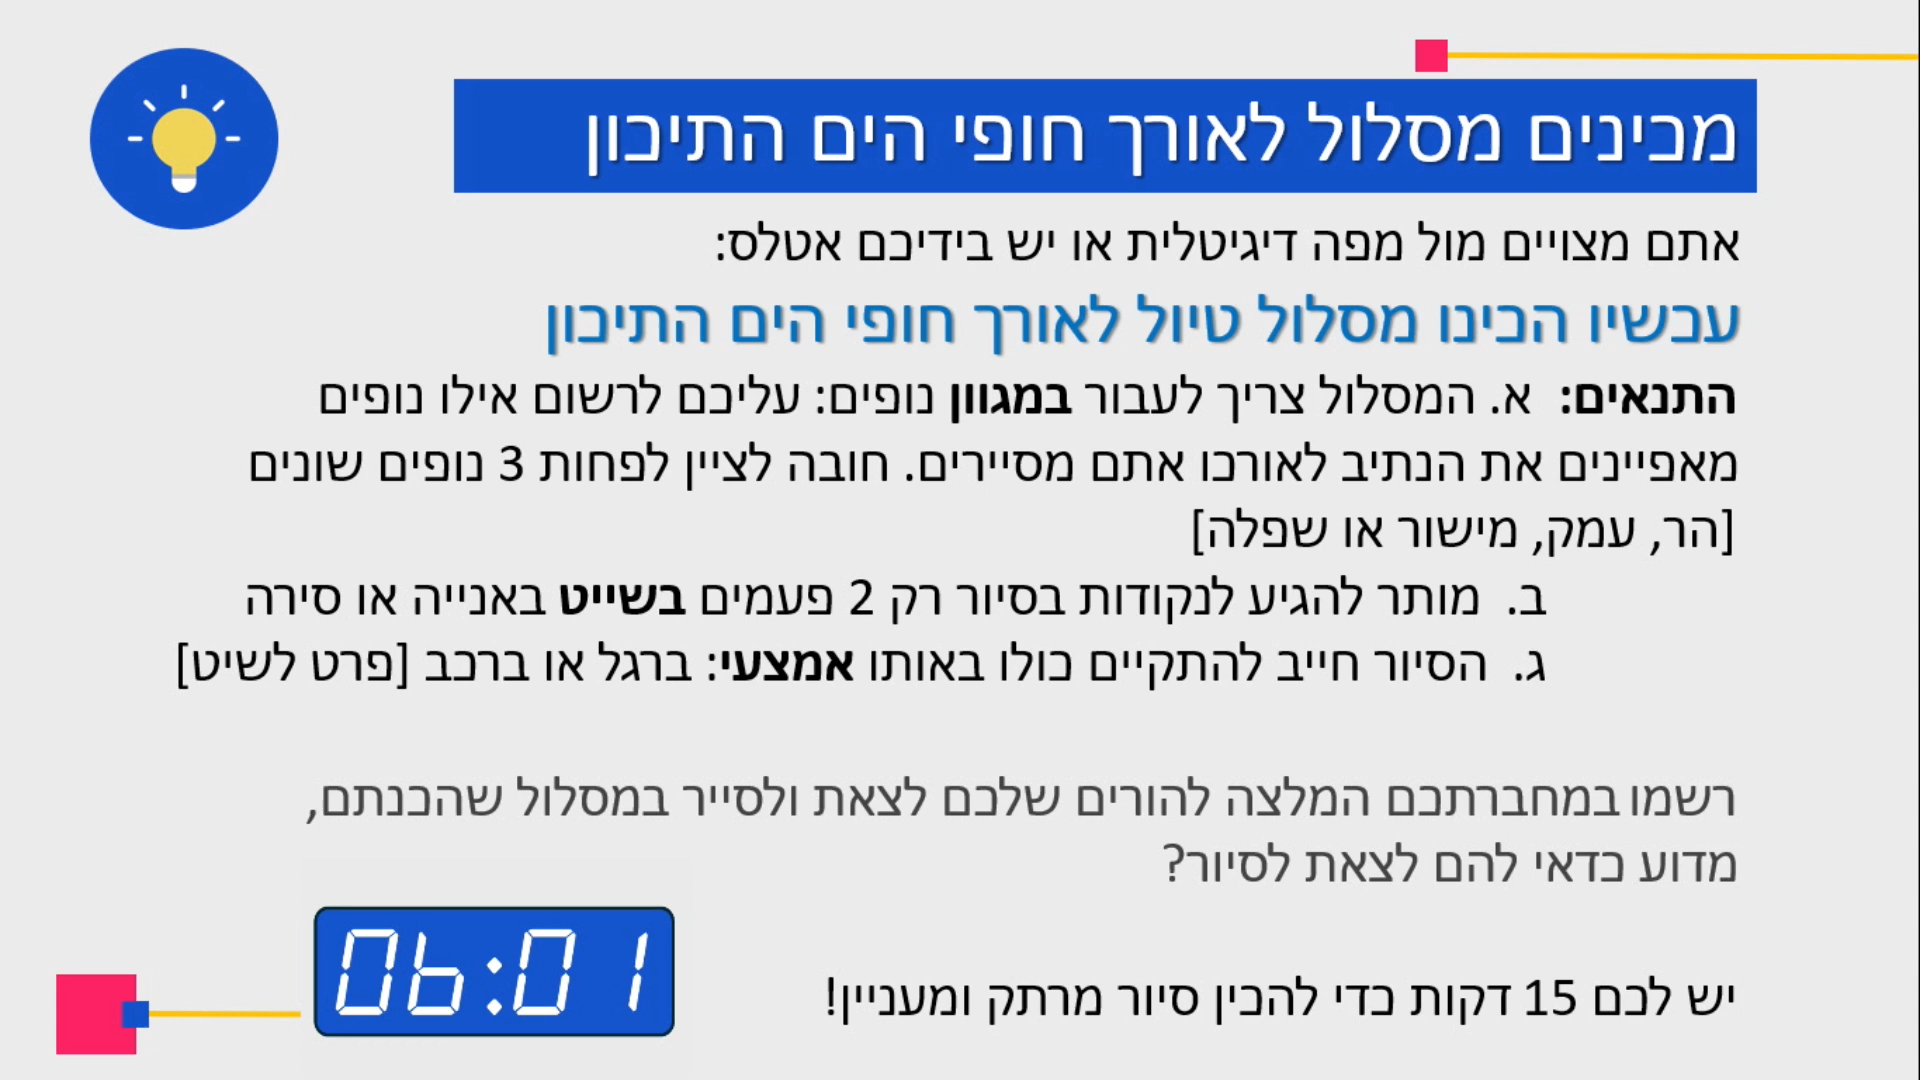 מכינים מסלול לאורך חופי הים התיכון
אתם מצויים מול מפה דיגיטלית או יש בידיכם אטלס:
עכשיו הכינו מסלול טיול לאורך חופי הים התיכון
התנאים: א. המסלול צריך לעבור במגוון נופים: עליכם לרשום אילו נופים
מאפיינים את הנתיב לאורכו אתם מסיירים. חובה לציין לפחות 3 נופים שונים
[הר, עמק, מישור או שפלה]
ב. מותר להגיע לנקודות בסיור רק 2 פעמים בשייט באנייה או סירה
ג. הסיור חייב להתקיים כולו באותו אמצעי: ברגל או ברכב [פרט לשיט]
רשמו במחברתכם המלצה להורים שלכם לצאת ולסייר במסלול שהכנתם,
מדוע כדאי להם לצאת לסיור?
יש לכם 15 דקות כדי להכין סיור מרתק ומעניין!
06:01